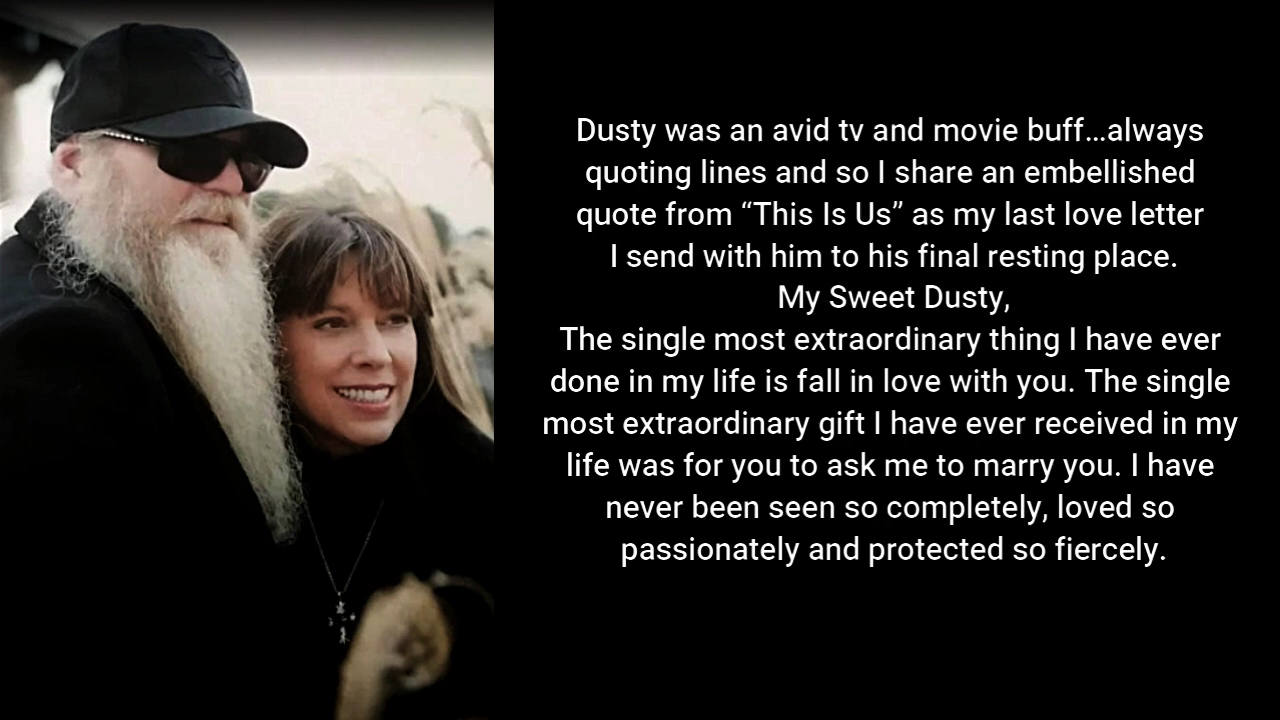 Dusty was an avid tv and movie buff...always
quoting lines and so I share an embellished
quote from “This Is Us” as my last love letter
I send with him to his final resting place.
My Sweet Dusty,
The single most extraordinary thing I have ever
done in my life is fall in love with you. The single
most extraordinary gift I have ever received in my
life was for you to ask me to marry you. I have
never been seen so completely, loved so
passionately and protected so fiercely.